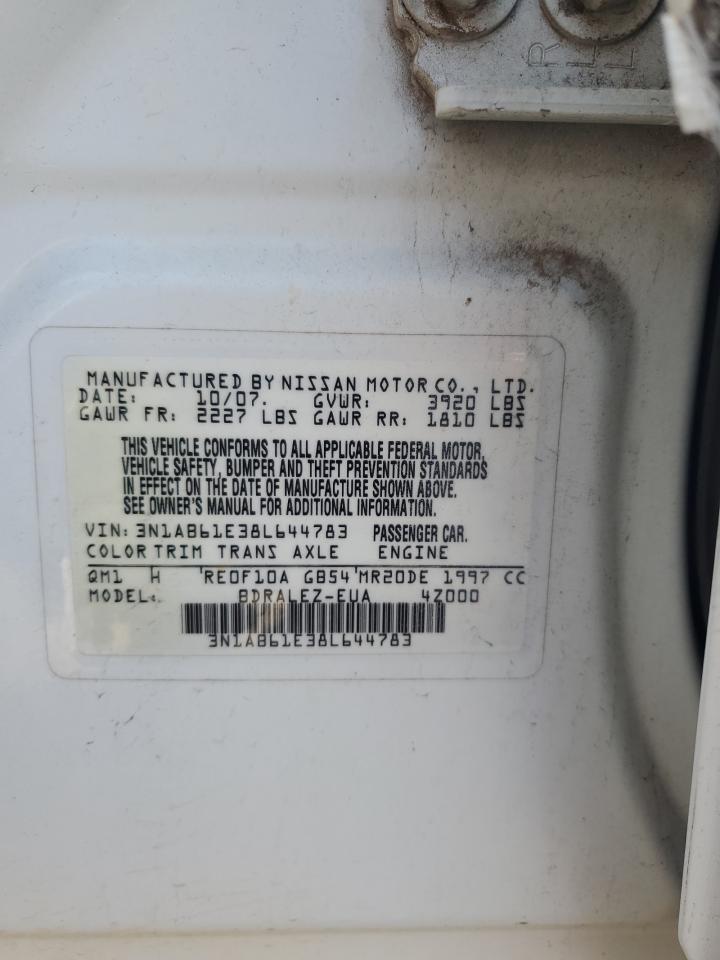 R L L
MANUFACTURED BY NISSAN MOTOR CO., LTD.
DATE: 10/07. GVWR: 3920 LBS
GAWR FR: 2227 LBS GAWR RR: 1810 LBS
THIS VEHICLE CONFORMS TO ALL APPLICABLE FEDERAL MOTOR,
VEHICLE SAFETY, BUMPER AND THEFT PREVENTION STANDARDS
IN EFFECT ON THE DATE OF MANUFACTURE SHOWN ABOVE.
SEE OWNER'S MANUAL FOR ADDITIONAL INFORMATION.
VIN: 3N1AB61E38L644783 PASSENGER CAR.
COLOR TRIM TRANS AXLE ENGINE
QM1 H RE0F10A GB54 MR20DE 1997 CC
MODEL: BDRALEZ-EUA 4Z000
3N1AB61E38L644783